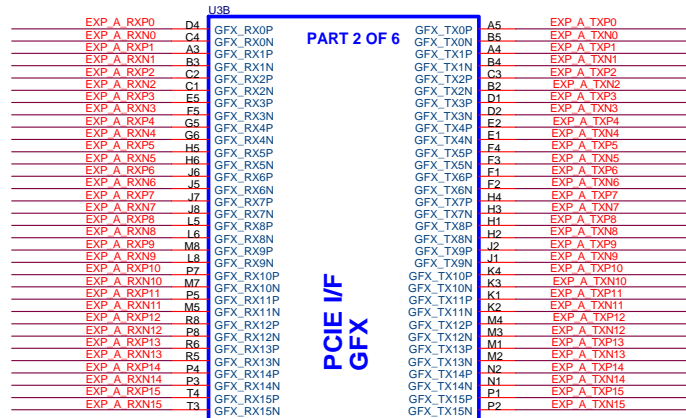 U3B
PART 2 OF 6
EXP_A_RXP0 D4 GFX_RX0P GFX_TX0P A5 EXP_A_TXP0
EXP_A_RXN0 C4 GFX_RX0N GFX_TX0N B5 EXP_A_TXN0
EXP_A_RXP1 A3 GFX_RX1P GFX_TX1P A4 EXP_A_TXP1
EXP_A_RXN1 B3 GFX_RX1N GFX_TX1N B4 EXP_A_TXN1
EXP_A_RXP2 C2 GFX_RX2P GFX_TX2P C3 EXP_A_TXP2
EXP_A_RXN2 C1 GFX_RX2N GFX_TX2N B2 EXP_A_TXN2
EXP_A_RXP3 E5 GFX_RX3P GFX_TX3P D1 EXP_A_TXP3
EXP_A_RXN3 F5 GFX_RX3N GFX_TX3N D2 EXP_A_TXN3
EXP_A_RXP4 G5 GFX_RX4P GFX_TX4P E2 EXP_A_TXP4
EXP_A_RXN4 G6 GFX_RX4N GFX_TX4N E1 EXP_A_TXN4
EXP_A_RXP5 H5 GFX_RX5P GFX_TX5P F4 EXP_A_TXP5
EXP_A_RXN5 H6 GFX_RX5N GFX_TX5N F3 EXP_A_TXN5
EXP_A_RXP6 J6 GFX_RX6P GFX_TX6P F1 EXP_A_TXP6
EXP_A_RXN6 J5 GFX_RX6N GFX_TX6N F2 EXP_A_TXN6
EXP_A_RXP7 J7 GFX_RX7P GFX_TX7P H4 EXP_A_TXP7
EXP_A_RXN7 J8 GFX_RX7N GFX_TX7N H3 EXP_A_TXN7
EXP_A_RXP8 L5 GFX_RX8P GFX_TX8P H1 EXP_A_TXP8
EXP_A_RXN8 L6 GFX_RX8N GFX_TX8N H2 EXP_A_TXN8
EXP_A_RXP9 M8 GFX_RX9P GFX_TX9P J2 EXP_A_TXP9
EXP_A_RXN9 L8 GFX_RX9N GFX_TX9N J1 EXP_A_TXN9
EXP_A_RXP10 P7 GFX_RX10P GFX_TX10P K4 EXP_A_TXP10
EXP_A_RXN10 M7 GFX_RX10N GFX_TX10N K3 EXP_A_TXN10
EXP_A_RXP11 P5 GFX_RX11P GFX_TX11P K1 EXP_A_TXP11
EXP_A_RXN11 M5 GFX_RX11N GFX_TX11N K2 EXP_A_TXN11
EXP_A_RXP12 R8 GFX_RX12P GFX_TX12P M4 EXP_A_TXP12
EXP_A_RXN12 P8 GFX_RX12N GFX_TX12N M3 EXP_A_TXN12
EXP_A_RXP13 R6 GFX_RX13P GFX_TX13P M1 EXP_A_TXP13
EXP_A_RXN13 R5 GFX_RX13N GFX_TX13N M2 EXP_A_TXN13
EXP_A_RXP14 P4 GFX_RX14P GFX_TX14P N2 EXP_A_TXP14
EXP_A_RXN14 P3 GFX_RX14N GFX_TX14N N1 EXP_A_TXN14
EXP_A_RXP15 T4 GFX_RX15P GFX_TX15P P1 EXP_A_TXP15
EXP_A_RXN15 T3 GFX_RX15N GFX_TX15N P2 EXP_A_TXN15
PCIE I/F
GFX